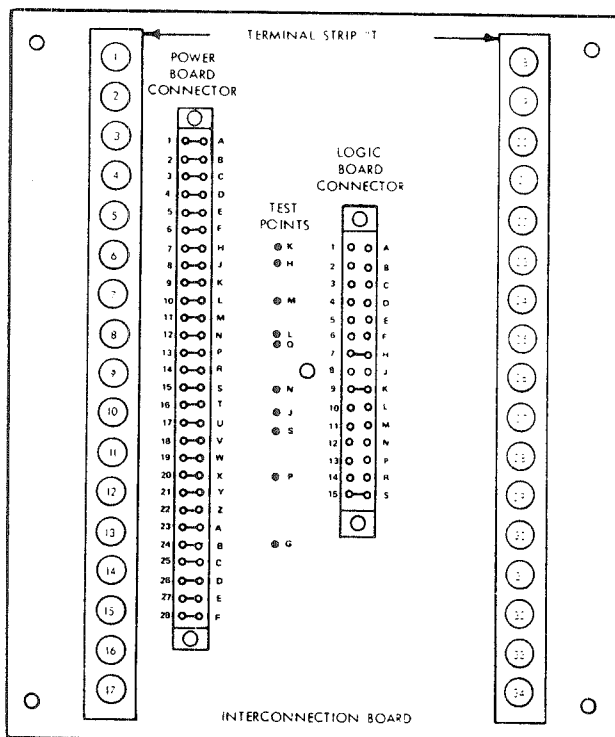 TERMINAL STRIP "T
POWER
BOARD
CONNECTOR
LOGIC
BOARD
CONNECTOR
TEST
POINTS
1
2
3
4
5
6
7
8
9
10
11
12
13
14
15
16
17
1 A
2 B
3 C
4 D
5 E
6 F
7 H
8 J
9 K
10 L
11 M
12 N
13 P
14 R
15 S
16 T
17 U
18 V
19 W
20 X
21 Y
22 Z
23 A
24 B
25 C
26 D
27 E
28 F
K
H
M
L
O
N
J
S
P
G
1 A
2 B
3 C
4 D
5 E
6 F
7 H
8 J
9 K
10 L
11 M
12 N
13 P
14 R
15 S
34
INTERCONNECTION BOARD